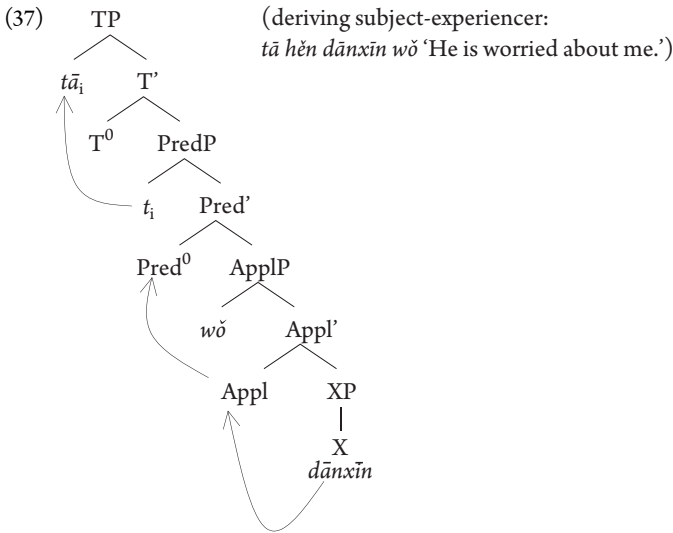 (37) TP (deriving subject-experiencer:
tā hěn dānxīn wǒ ‘He is worried about me.’)
tāᵢ T’
T⁰ PredP
tᵢ Pred’
Pred⁰ ApplP
wǒ Appl’
Appl XP
X
dānxīn